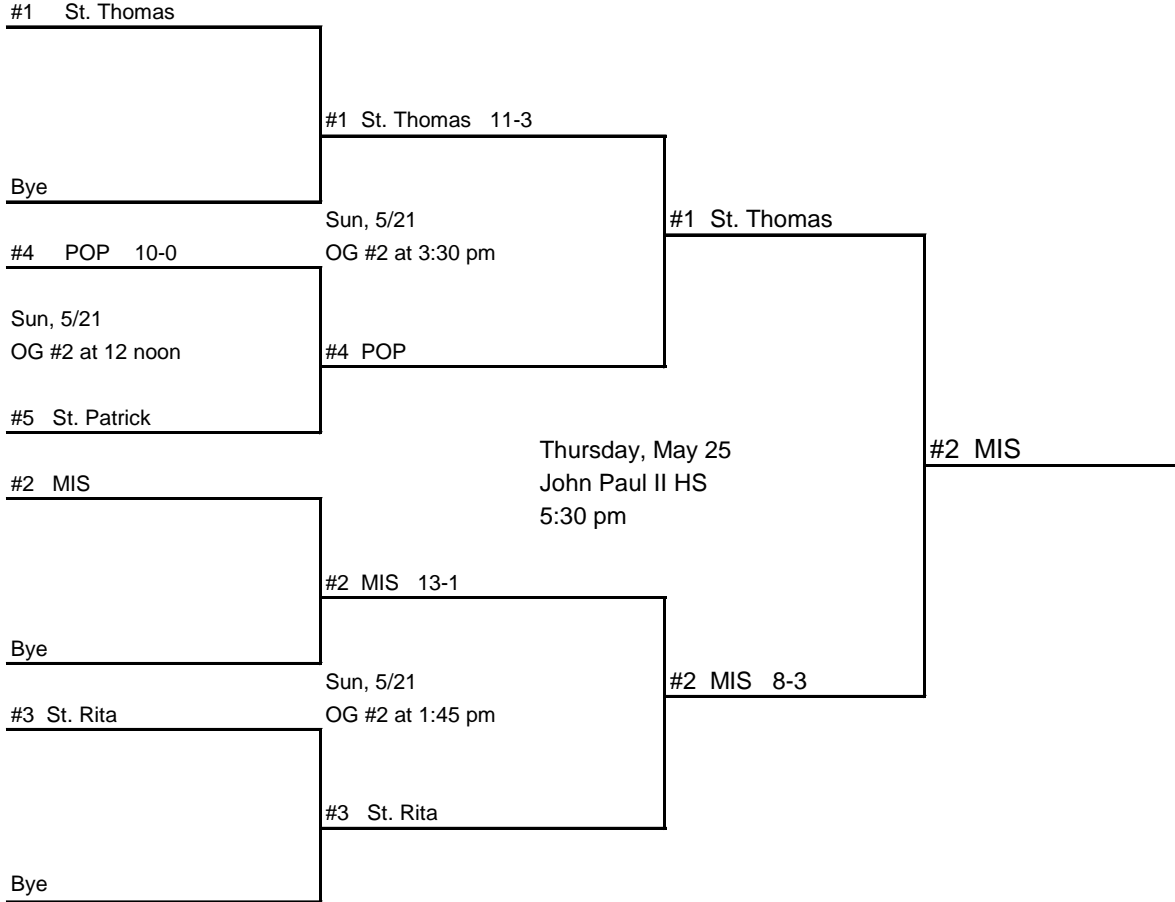 #1 St. Thomas
#1 St. Thomas 11-3
Bye
Sun, 5/21
OG #2 at 3:30 pm
#1 St. Thomas
#4 POP 10-0
Sun, 5/21
OG #2 at 12 noon
#4 POP
#5 St. Patrick
Thursday, May 25
John Paul II HS
5:30 pm
#2 MIS
#2 MIS
#2 MIS 13-1
Bye
Sun, 5/21
OG #2 at 1:45 pm
#2 MIS 8-3
#3 St. Rita
#3 St. Rita
Bye